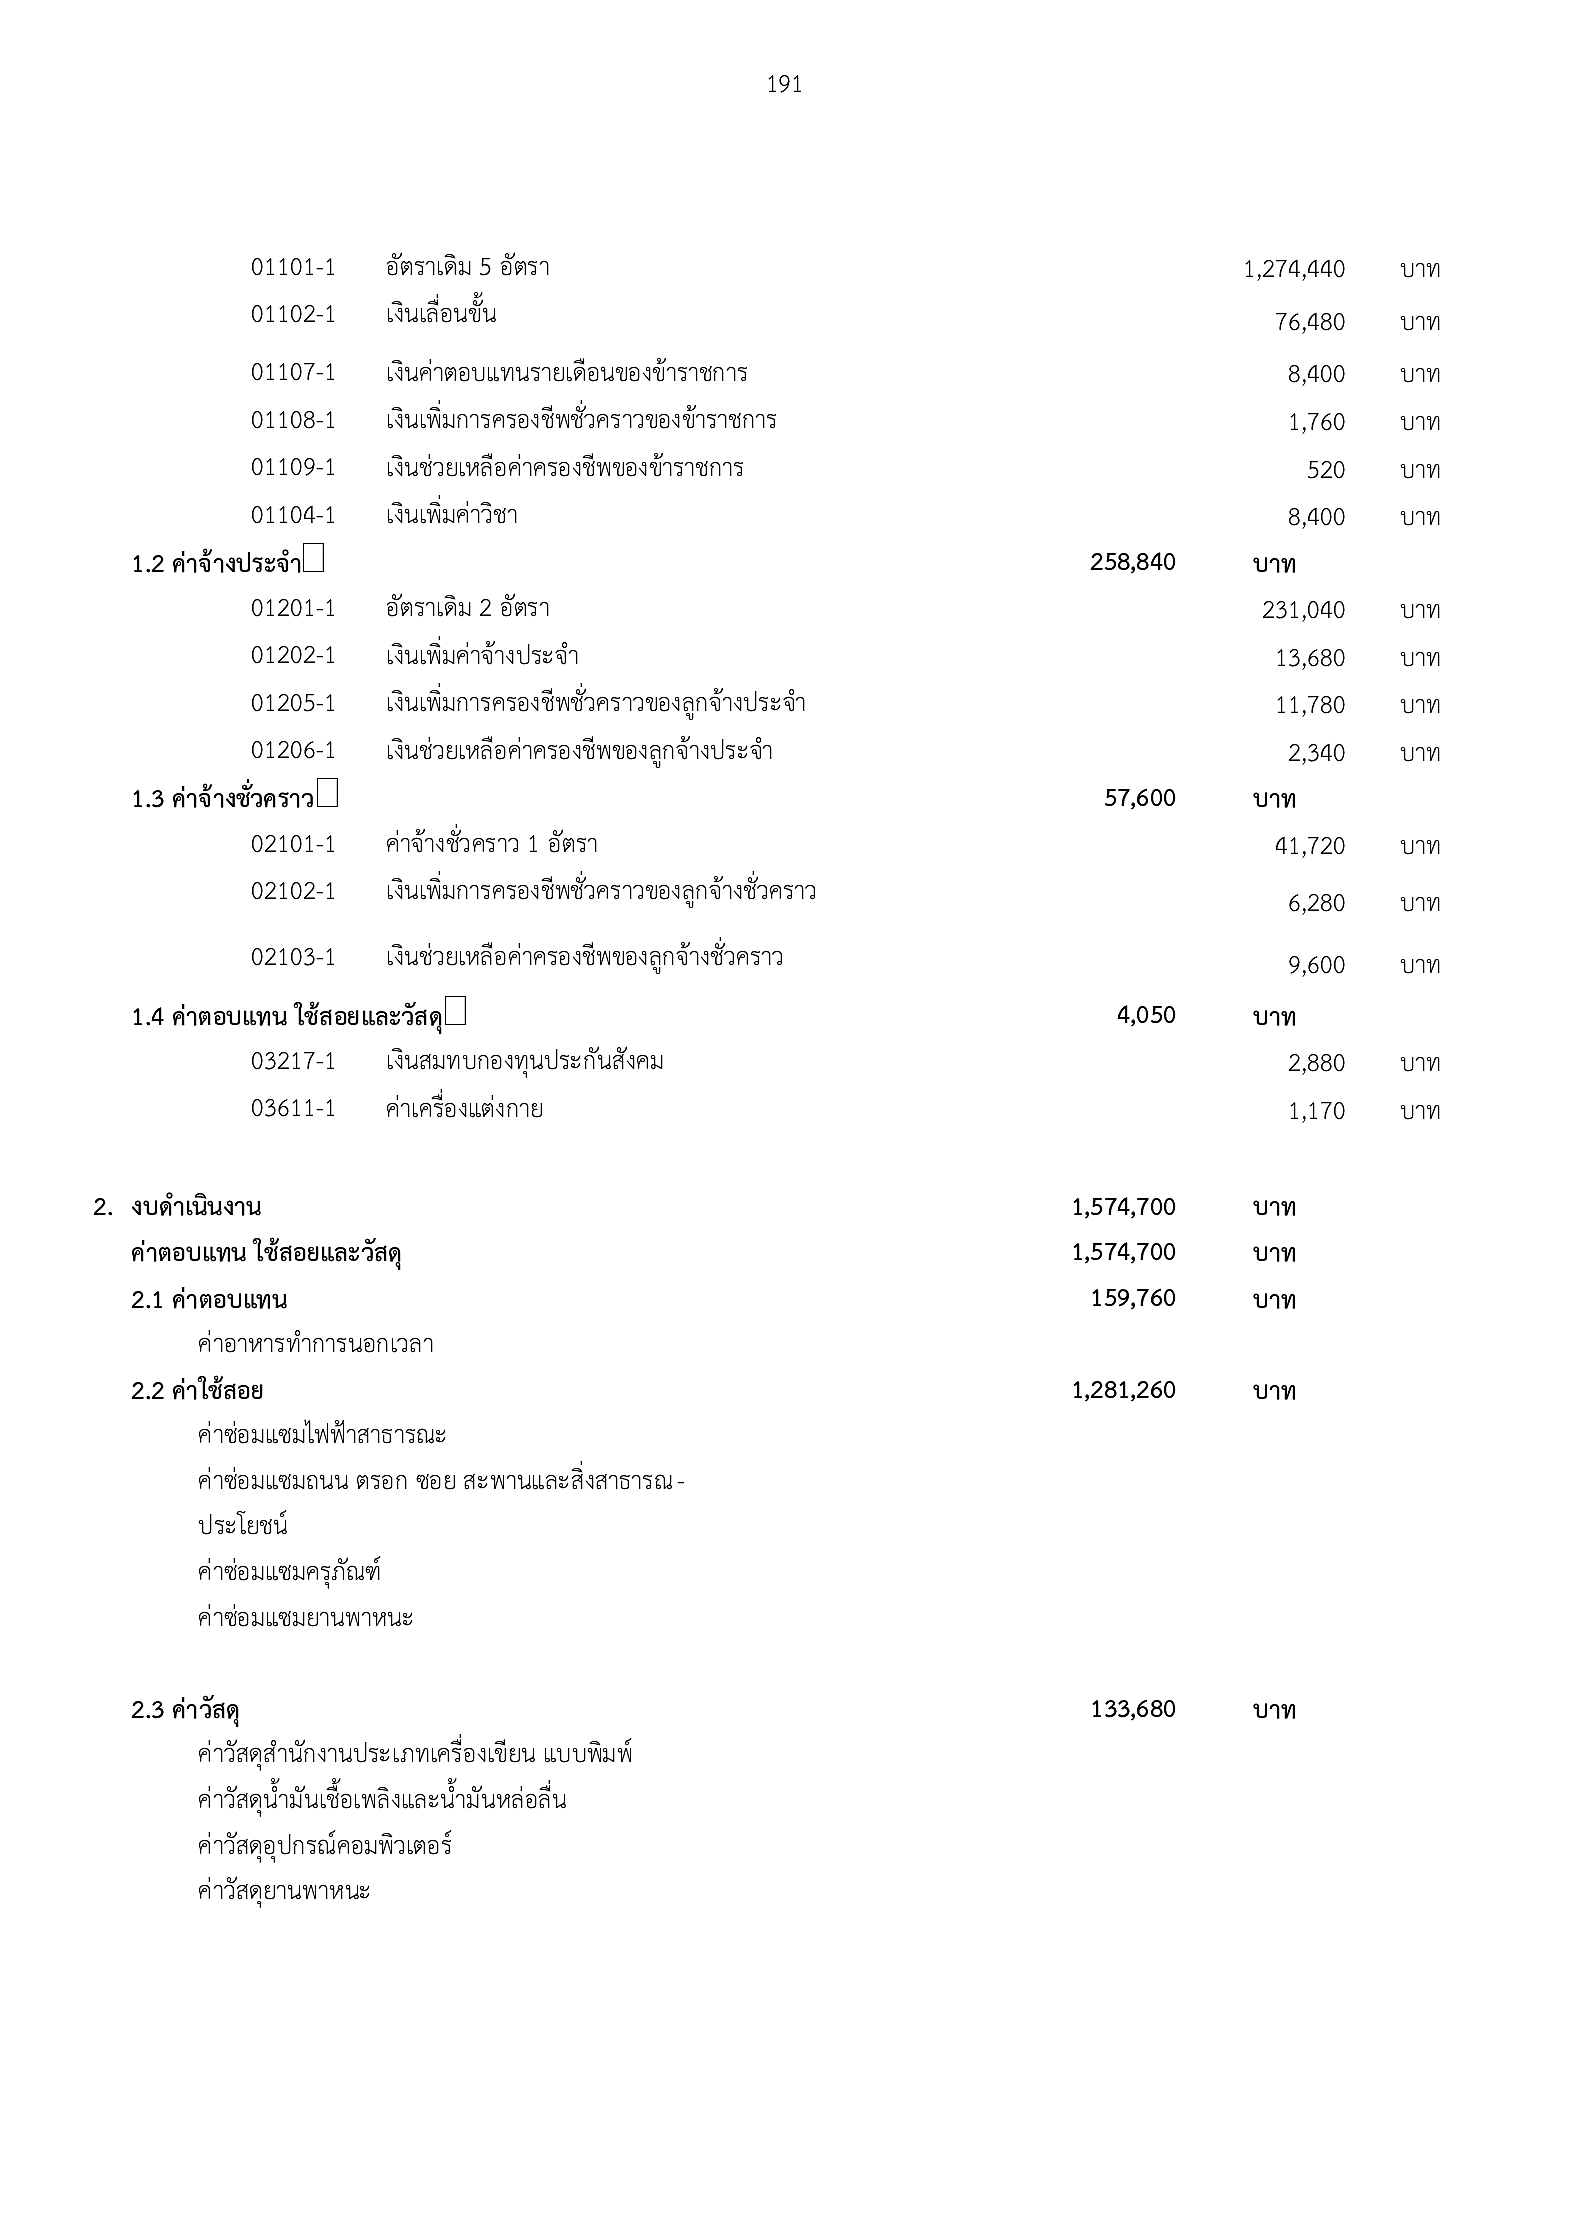 191
01101-1 อัตราเดิม 5 อัตรา 1,274,440 บาท
01102-1 เงินเลื่อนขั้น 76,480 บาท
01107-1 เงินค่าตอบแทนรายเดือนของข้าราชการ 8,400 บาท
01108-1 เงินเพิ่มการครองชีพชั่วคราวของข้าราชการ 1,760 บาท
01109-1 เงินช่วยเหลือค่าครองชีพของข้าราชการ 520 บาท
01104-1 เงินเพิ่มค่าวิชา 8,400 บาท
1.2 ค่าจ้างประจำ 258,840 บาท
01201-1 อัตราเดิม 2 อัตรา 231,040 บาท
01202-1 เงินเพิ่มค่าจ้างประจำ 13,680 บาท
01205-1 เงินเพิ่มการครองชีพชั่วคราวของลูกจ้างประจำ 11,780 บาท
01206-1 เงินช่วยเหลือค่าครองชีพของลูกจ้างประจำ 2,340 บาท
1.3 ค่าจ้างชั่วคราว 57,600 บาท
02101-1 ค่าจ้างชั่วคราว 1 อัตรา 41,720 บาท
02102-1 เงินเพิ่มการครองชีพชั่วคราวของลูกจ้างชั่วคราว 6,280 บาท
02103-1 เงินช่วยเหลือค่าครองชีพของลูกจ้างชั่วคราว 9,600 บาท
1.4 ค่าตอบแทน ใช้สอยและวัสดุ 4,050 บาท
03217-1 เงินสมทบกองทุนประกันสังคม 2,880 บาท
03611-1 ค่าเครื่องแต่งกาย 1,170 บาท
2. งบดำเนินงาน 1,574,700 บาท
ค่าตอบแทน ใช้สอยและวัสดุ 1,574,700 บาท
2.1 ค่าตอบแทน 159,760 บาท
ค่าอาหารทำการนอกเวลา
2.2 ค่าใช้สอย 1,281,260 บาท
ค่าซ่อมแซมไฟฟ้าสาธารณะ
ค่าซ่อมแซมถนน ตรอก ซอย สะพานและสิ่งสาธารณ-
ประโยชน์
ค่าซ่อมแซมครุภัณฑ์
ค่าซ่อมแซมยานพาหนะ
2.3 ค่าวัสดุ 133,680 บาท
ค่าวัสดุสำนักงานประเภทเครื่องเขียน แบบพิมพ์
ค่าวัสดุน้ำมันเชื้อเพลิงและน้ำมันหล่อลื่น
ค่าวัสดุอุปกรณ์คอมพิวเตอร์
ค่าวัสดุยานพาหนะ